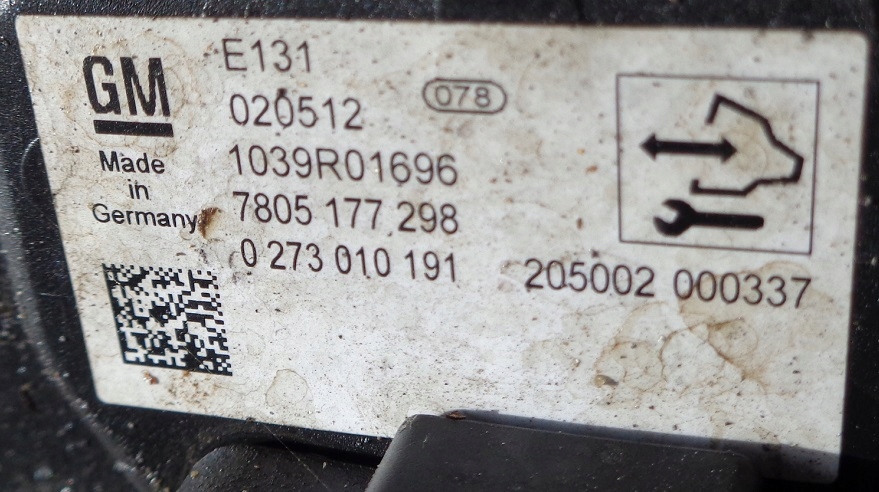 GM
Made
in
Germany
E131
020512
078
1039R01696
7805 177 298
0 273 010 191
205002 000337